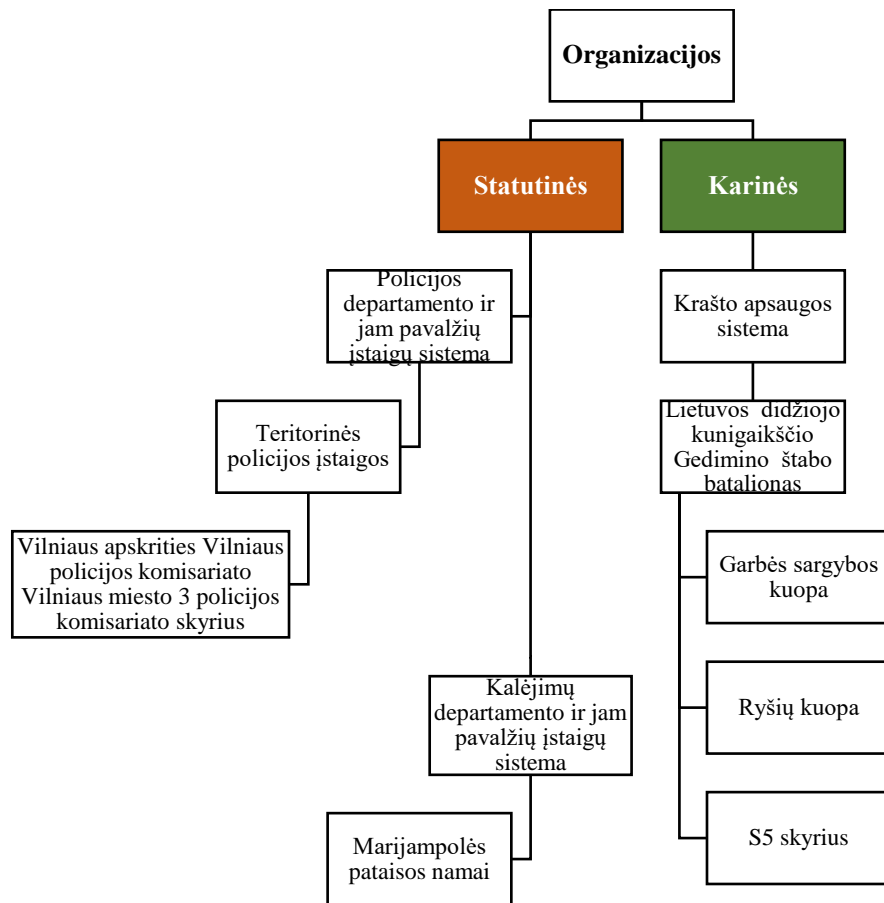 Organizacijos
Statutinės
Karinės
Policijos
departamento ir
jam pavalžių
įstaigų sistema
Krašto apsaugos
sistema
Teritorinės
policijos įstaigos
Lietuvos didžiojo
kunigaikščio
Gedimino štabo
batalionas
Vilniaus apskrities Vilniaus
policijos komisariato
Vilniaus miesto 3 policijos
komisariato skyrius
Garbės sargybos
kuopa
Kalėjimų
departamento ir jam
pavalžių įstaigų
sistema
Ryšių kuopa
Marijampolės
pataisos namai
S5 skyrius